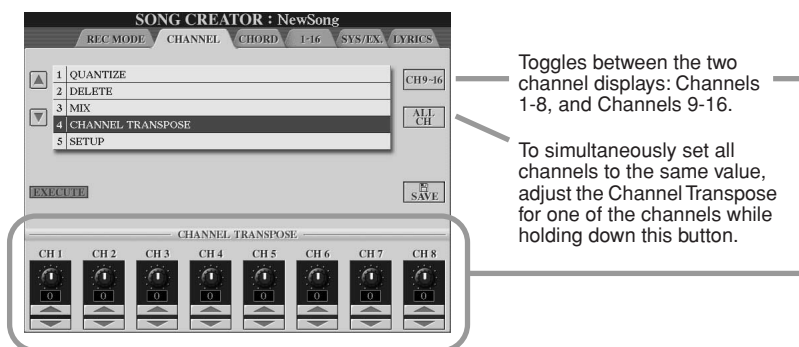 SONG CREATOR : NewSong
REC MODE CHANNEL CHORD 1-16 SYS/EX. LYRICS
1 QUANTIZE
2 DELETE
3 MIX
4 CHANNEL TRANSPOSE
5 SETUP
CH9~16
ALL
CH
EXECUTE
SAVE
CHANNEL TRANSPOSE
CH 1 CH 2 CH 3 CH 4 CH 5 CH 6 CH 7 CH 8
0 0 0 0 0 0 0 0
Toggles between the two
channel displays: Channels
1-8, and Channels 9-16.
To simultaneously set all
channels to the same value,
adjust the Channel Transpose
for one of the channels while
holding down this button.